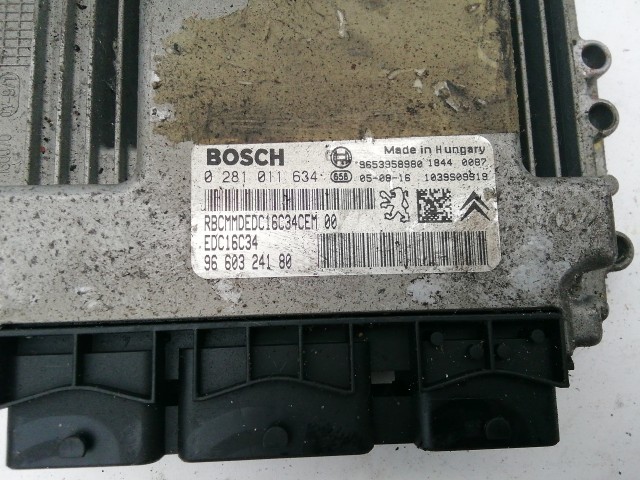 BOSCH
Made in Hungary
9653958980 1844 0087
0 281 011 634 658 05-09-16 1039S09919
RBCMMDEDC16C34CEM 00
EDC16C34
96 603 241 80